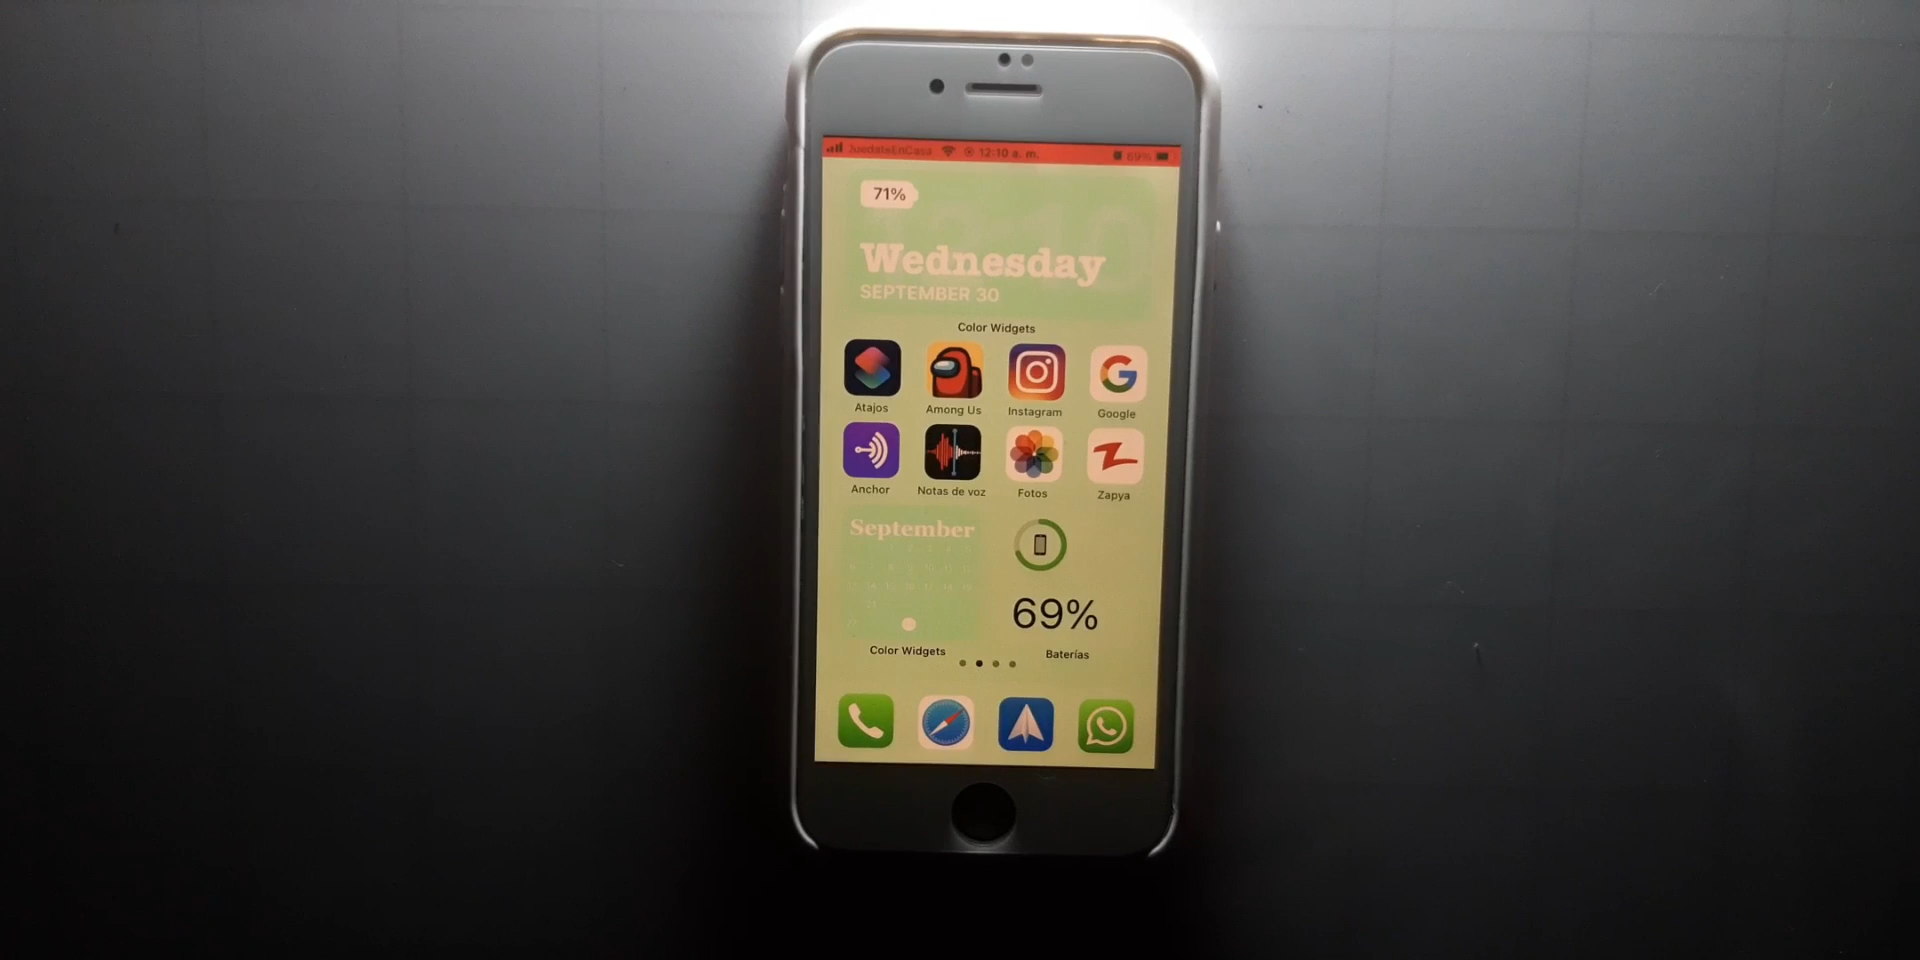 12:10 a. m. 69%
71%
Wednesday
SEPTEMBER 30
Color Widgets
Atajos Among Us Instagram Google
Anchor Notas de voz Fotos Zapya
September
69%
Color Widgets Baterías